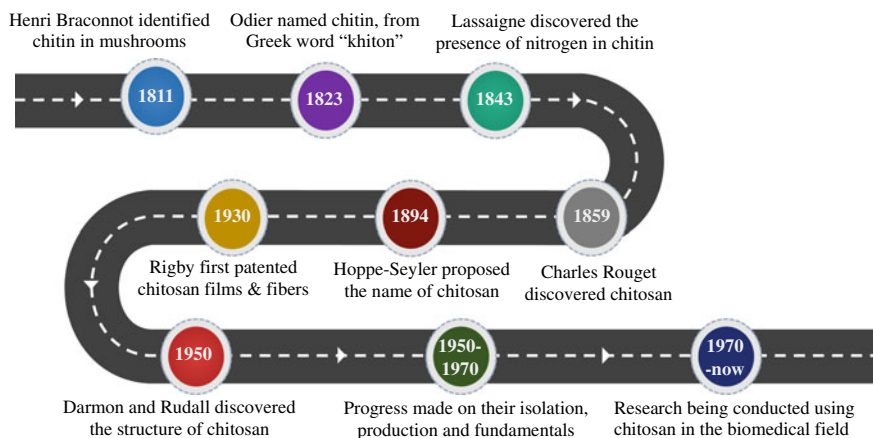 Henri Braconnot identified
chitin in mushrooms
Odier named chitin, from
Greek word “khiton”
Lassaigne discovered the
presence of nitrogen in chitin
1811
1823
1843
1859
Charles Rouget
discovered chitosan
1894
Hoppe-Seyler proposed
the name of chitosan
1930
Rigby first patented
chitosan films & fibers
1950
Darmon and Rudall discovered
the structure of chitosan
1950-
1970
Progress made on their isolation,
production and fundamentals
1970
-now
Research being conducted using
chitosan in the biomedical field